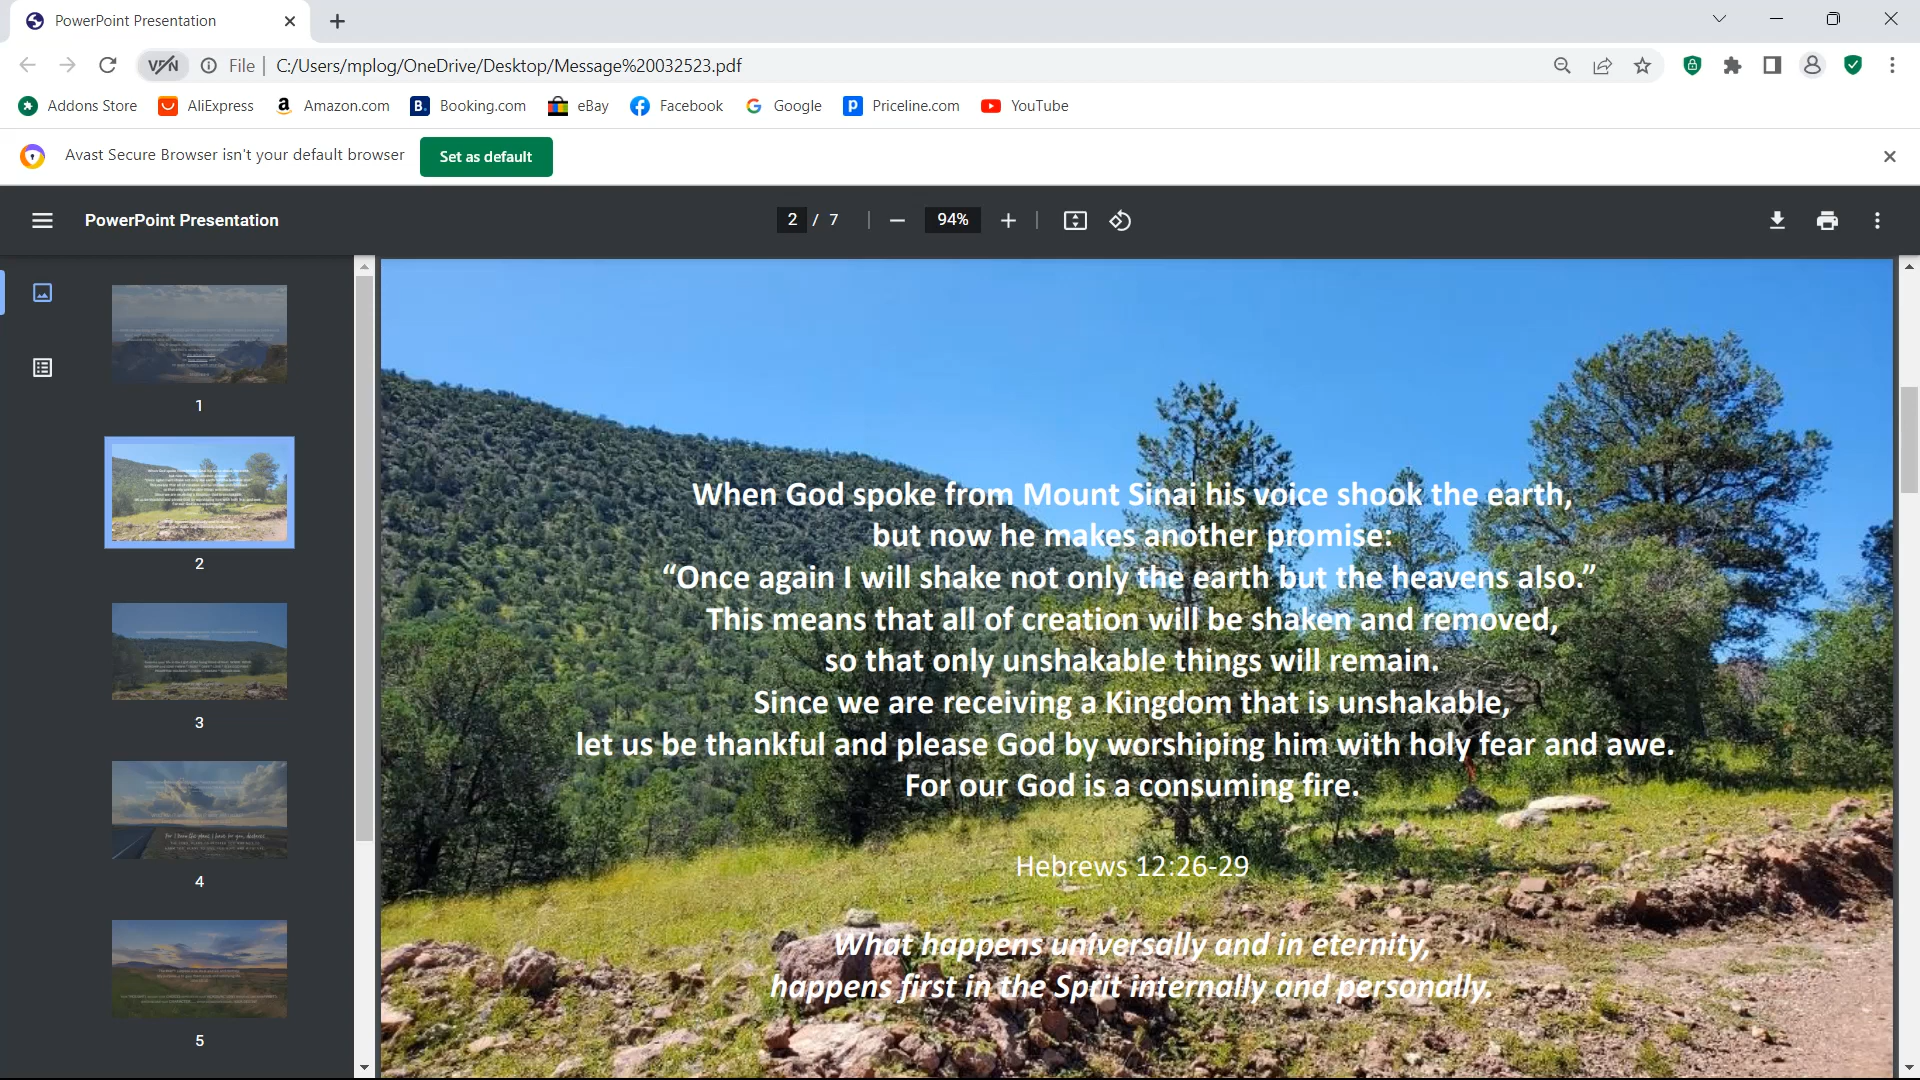 PowerPoint Presentation
VPN
File
C:/Users/mplog/OneDrive/Desktop/Message%20032523.pdf
Addons Store
AliExpress
Amazon.com
Booking.com
eBay
Facebook
Google
Priceline.com
YouTube
Avast Secure Browser isn't your default browser
Set as default
PowerPoint Presentation
2 / 7
94%
1
2
3
4
5
When God spoke from Mount Sinai his voice shook the earth,
but now he makes another promise:
“Once again I will shake not only the earth but the heavens also.”
This means that all of creation will be shaken and removed,
so that only unshakable things will remain.
Since we are receiving a Kingdom that is unshakable,
let us be thankful and please God by worshiping him with holy fear and awe.
For our God is a consuming fire.
Hebrews 12:26-29
What happens universally and in eternity,
happens first in the Sprit internally and personally.